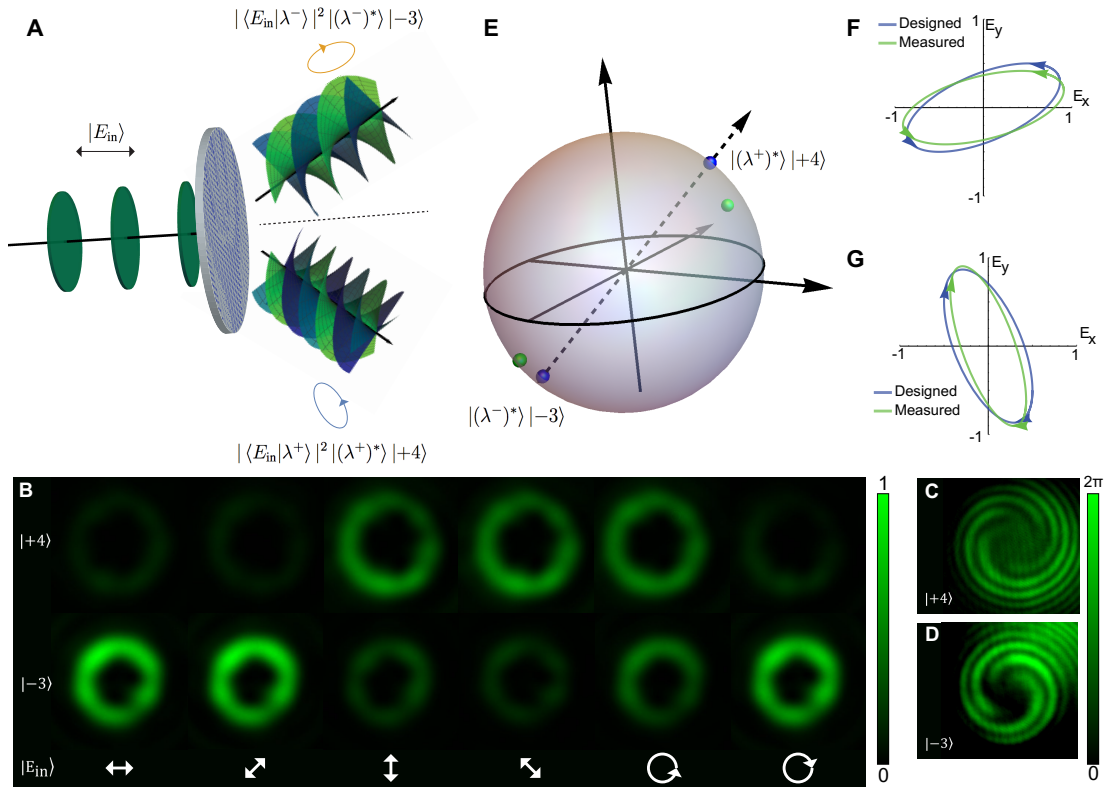 A
| ⟨E_in|λ⁻⟩ |² |(λ⁻)*⟩ |−3⟩
|E_in⟩
| ⟨E_in|λ⁺⟩ |² |(λ⁺)*⟩ |+4⟩
E
|(λ⁺)*⟩ |+4⟩
|(λ⁻)*⟩ |−3⟩
F
Designed
Measured
1
E_y
E_x
-1
1
-1
G
1
E_y
E_x
-1
1
Designed
Measured
-1
B
|+4⟩
|−3⟩
|E_in⟩
1
0
C
|+4⟩
D
|−3⟩
2π
0